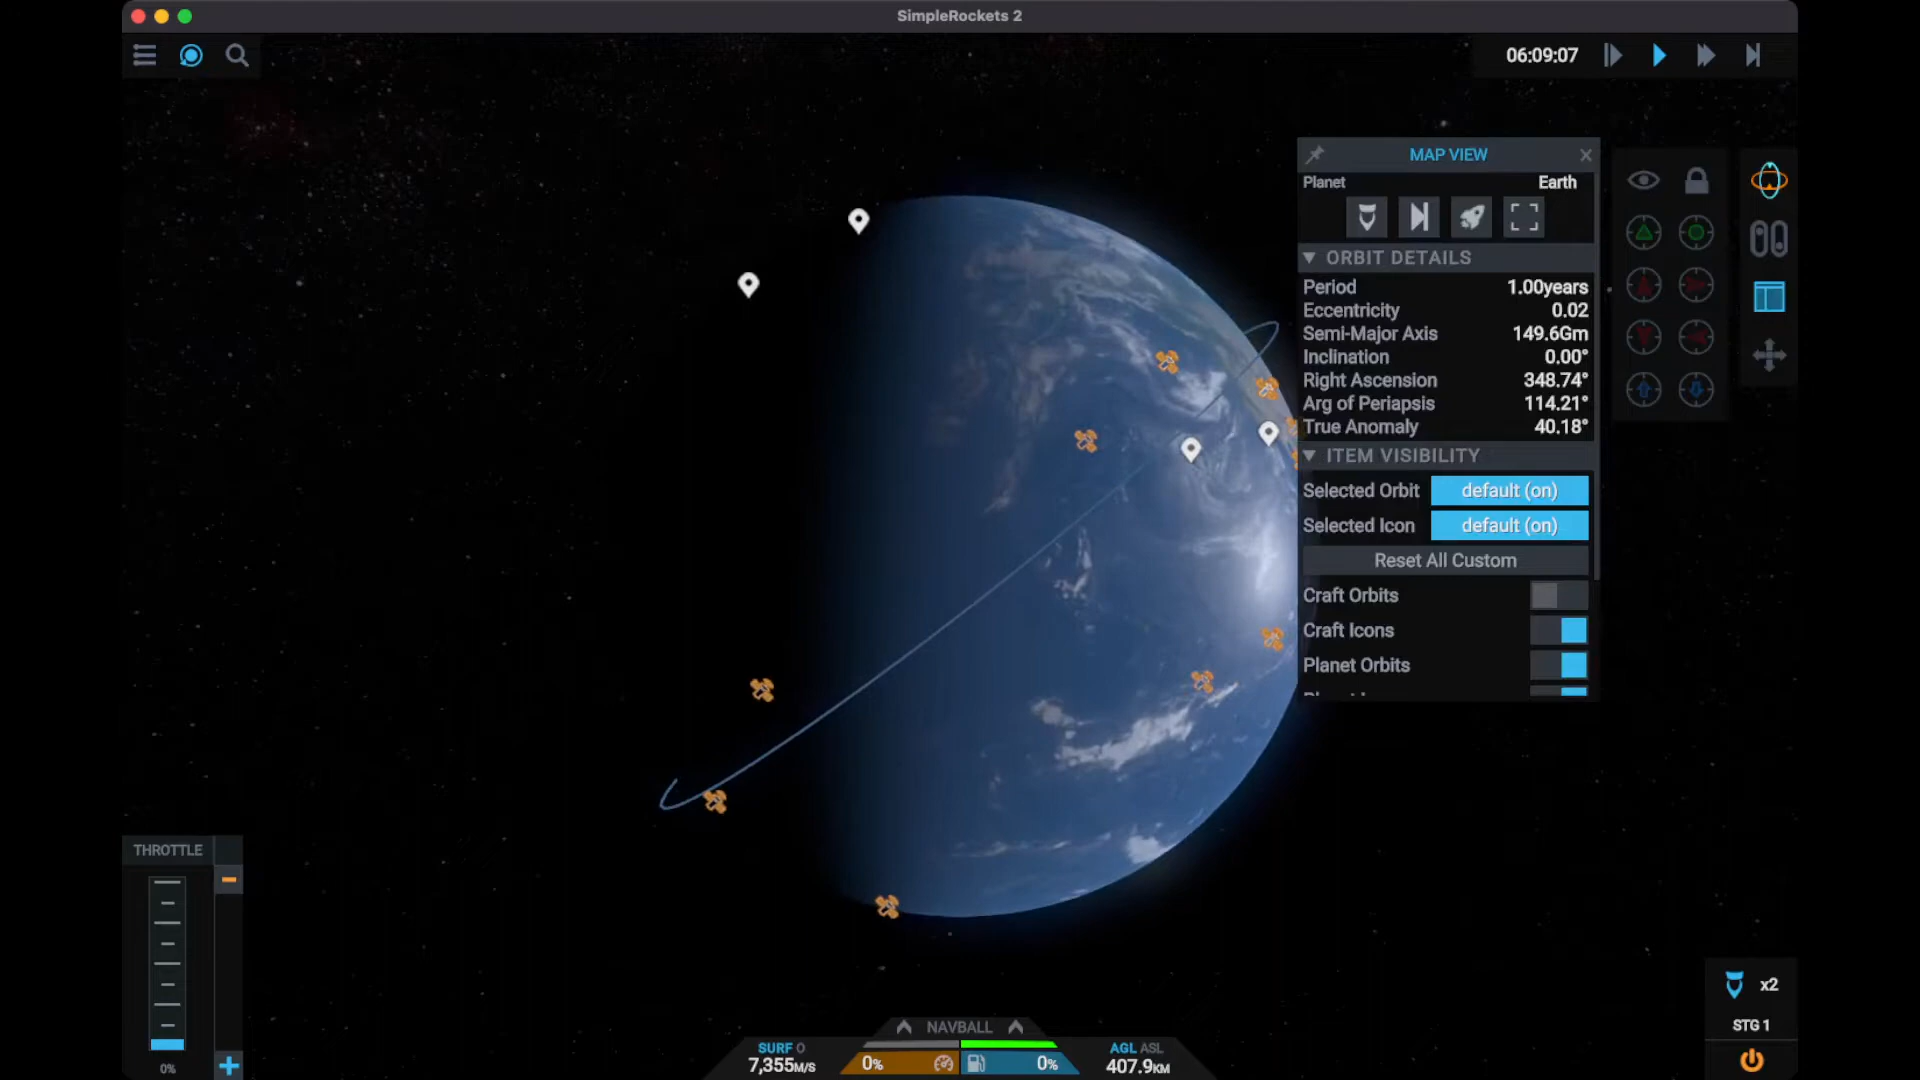 SimpleRockets 2
06:09:07
MAP VIEW
Planet Earth
ORBIT DETAILS
Period 1.00years
Eccentricity 0.02
Semi-Major Axis 149.6Gm
Inclination 0.00°
Right Ascension 348.74°
Arg of Periapsis 114.21°
True Anomaly 40.18°
ITEM VISIBILITY
Selected Orbit default (on)
Selected Icon default (on)
Reset All Custom
Craft Orbits
Craft Icons
Planet Orbits
THROTTLE
0%
NAVBALL
SURF O
7,355M/S
0%
0%
AGL ASL
407.9KM
x2
STG 1